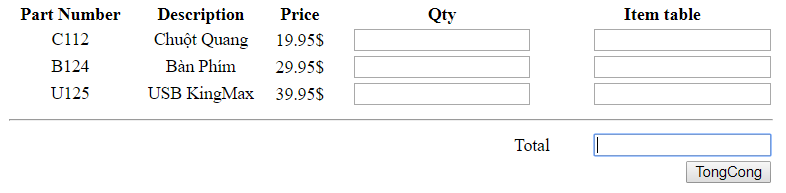 Part Number Description Price Qty Item table
C112 Chuột Quang 19.95$
B124 Bàn Phím 29.95$
U125 USB KingMax 39.95$
Total
TongCong